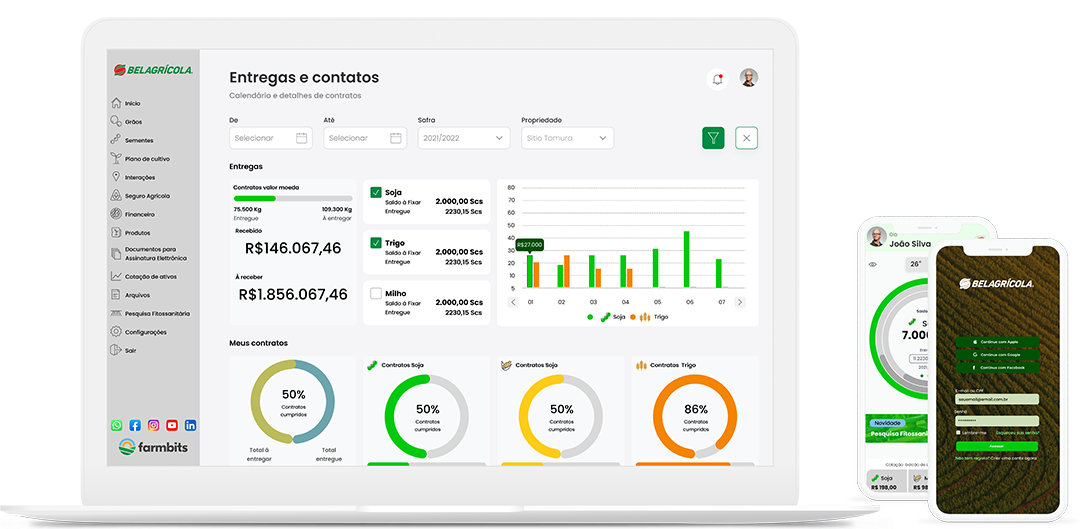 BELAGRÍCOLA.
Início
Grãos
Sementes
Plano de cultivo
Interações
Seguro Agrícola
Financeiro
Produtos
Documentos para
Assinatura Eletrônica
Cotação de ativos
Arquivos
Pesquisa Fitossanitária
Configurações
Sair
farmbits
Entregas e contatos
Calendário e detalhes de contratos
De
Até
Safra
Propriedade
Selecionar
Selecionar
2021/2022
Sitio Tamura
Entregas
Contratos valor moeda
75.500 Kg
109.300 Kg
Entregue
À entregar
Recebido
R$146.067,46
À receber
R$1.856.067,46
Soja
Saldo à Fixar
2.000,00 Scs
Entregue
2230,15 Scs
Trigo
Saldo à Fixar
2.000,00 Scs
Entregue
2230,15 Scs
Milho
Saldo à Fixar
2.000,00 Scs
Entregue
2230,15 Scs
80
70
60
50
40
30
20
10
5
R$27.000
01
02
03
04
05
06
07
Soja
Trigo
Meus contratos
50%
Contratos
cumpridos
Total à
entregar
Total
entregue
Contratos Soja
50%
Contratos
cumpridos
Contratos Soja
50%
Contratos
cumpridos
Contratos Trigo
86%
Contratos
cumpridos
Olá
João Silva
26°
7.00
Novidade
Pesquisa Fitossani
Soja
R$ 198,00
R$ 98
BELAGRÍCOLA.
Continue com Apple
Continue com Google
Continue com Facebook
E-mail ou CPF
seuemail@email.com.br
Senha
Lembre-me
Esqueceu sua senha?
Acessar
Não tem registo? Criar uma conta agora